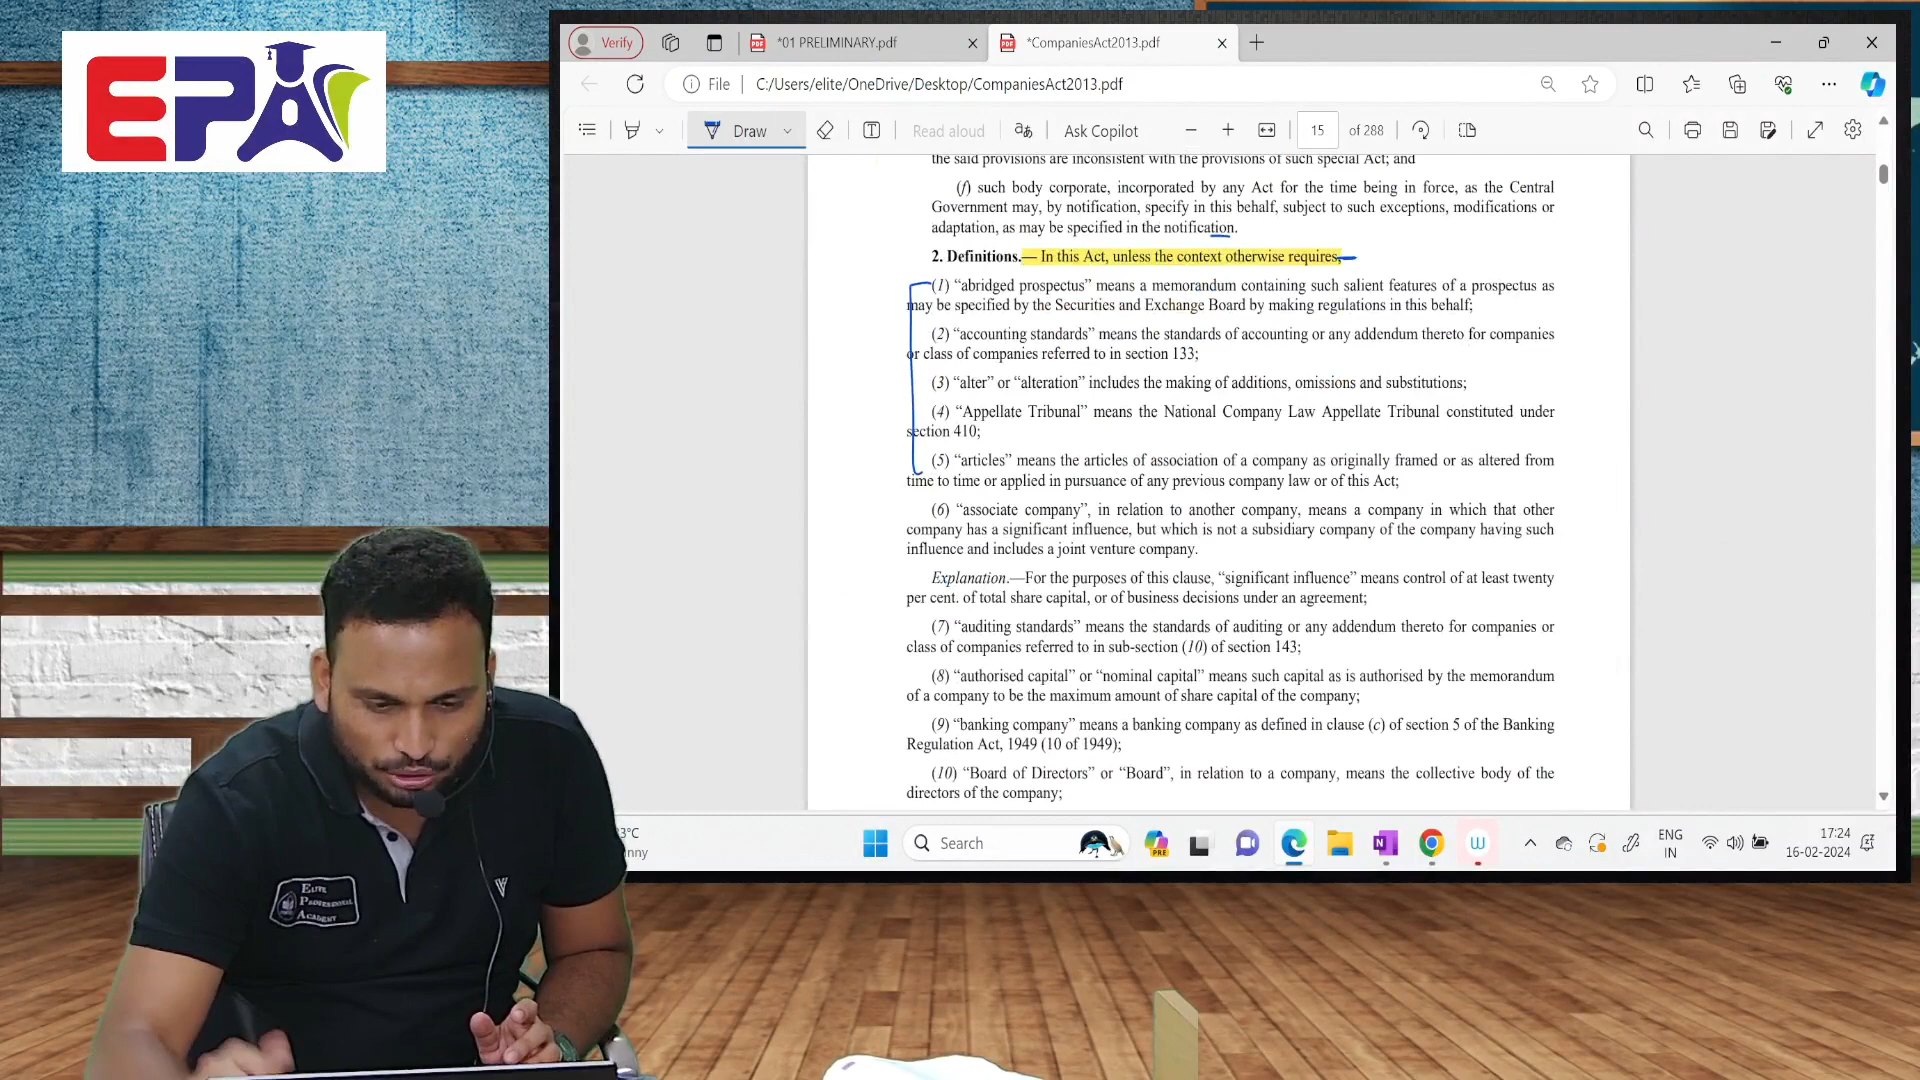 EPA
Verify
*01 PRELIMINARY.pdf
*CompaniesAct2013.pdf
File
C:/Users/elite/OneDrive/Desktop/CompaniesAct2013.pdf
Draw
Read aloud
Ask Copilot
15 of 288
the said provisions are inconsistent with the provisions of such special Act; and
(f) such body corporate, incorporated by any Act for the time being in force, as the Central
Government may, by notification, specify in this behalf, subject to such exceptions, modifications or
adaptation, as may be specified in the notification.
2. Definitions.— In this Act, unless the context otherwise requires,—
(1) “abridged prospectus” means a memorandum containing such salient features of a prospectus as
may be specified by the Securities and Exchange Board by making regulations in this behalf;
(2) “accounting standards” means the standards of accounting or any addendum thereto for companies
or class of companies referred to in section 133;
(3) “alter” or “alteration” includes the making of additions, omissions and substitutions;
(4) “Appellate Tribunal” means the National Company Law Appellate Tribunal constituted under
section 410;
(5) “articles” means the articles of association of a company as originally framed or as altered from
time to time or applied in pursuance of any previous company law or of this Act;
(6) “associate company”, in relation to another company, means a company in which that other
company has a significant influence, but which is not a subsidiary company of the company having such
influence and includes a joint venture company.
Explanation.—For the purposes of this clause, “significant influence” means control of at least twenty
per cent. of total share capital, or of business decisions under an agreement;
(7) “auditing standards” means the standards of auditing or any addendum thereto for companies or
class of companies referred to in sub-section (10) of section 143;
(8) “authorised capital” or “nominal capital” means such capital as is authorised by the memorandum
of a company to be the maximum amount of share capital of the company;
(9) “banking company” means a banking company as defined in clause (c) of section 5 of the Banking
Regulation Act, 1949 (10 of 1949);
(10) “Board of Directors” or “Board”, in relation to a company, means the collective body of the
directors of the company;
3°C
nny
Search
PRE
ENG
IN
17:24
16-02-2024
ELITE
PROFESSIONAL
ACADEMY